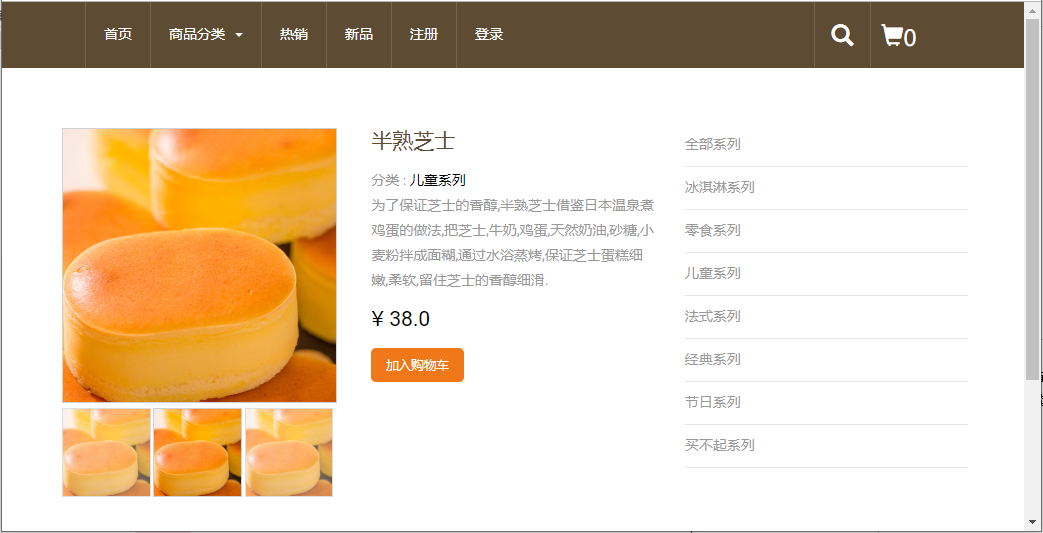 首页 商品分类 热销 新品 注册 登录 0
半熟芝士
分类 : 儿童系列
为了保证芝士的香醇,半熟芝士借鉴日本温泉煮
鸡蛋的做法,把芝士,牛奶,鸡蛋,天然奶油,砂糖,小
麦粉拌成面糊,通过水浴蒸烤,保证芝士蛋糕细
嫩,柔软,留住芝士的香醇细滑.
¥ 38.0
加入购物车
全部系列
冰淇淋系列
零食系列
儿童系列
法式系列
经典系列
节日系列
买不起系列